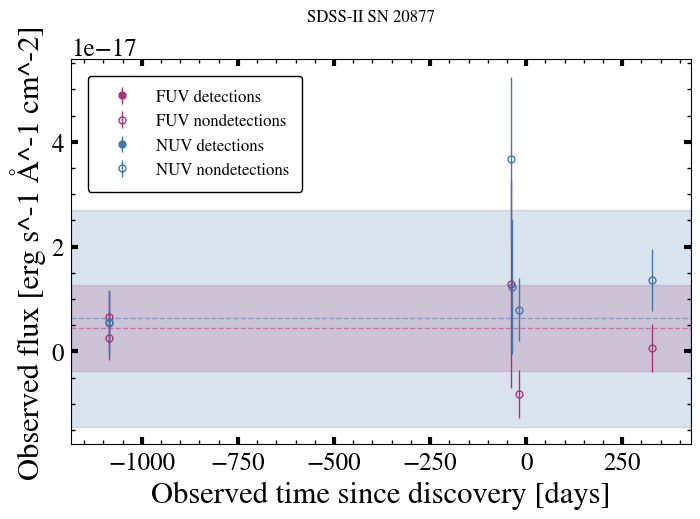 SDSS-II SN 20877
1e−17
FUV detections
FUV nondetections
NUV detections
NUV nondetections
4
2
0
Observed flux [erg s^-1 Å^-1 cm^-2]
−1000 −750 −500 −250 0 250
Observed time since discovery [days]